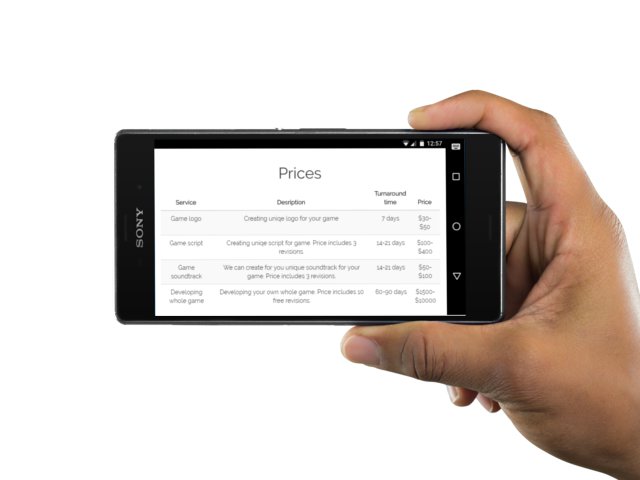 SONY
12:57
Prices
Service Desription Turnaround time Price
Game logo Creating uniqe logo for your game 7 days $30-
$50
Game script Creating uniqe script for game. Price includes 3 14-21 days $100-
revisions. $400
Game We can create for you unique soundtrack for your 14-21 days $50-
soundtrack game. Price includes 3 revisions. $100
Developing Developing your own whole game. Price includes 10 60-90 days $1500-
whole game free revisions. $10000